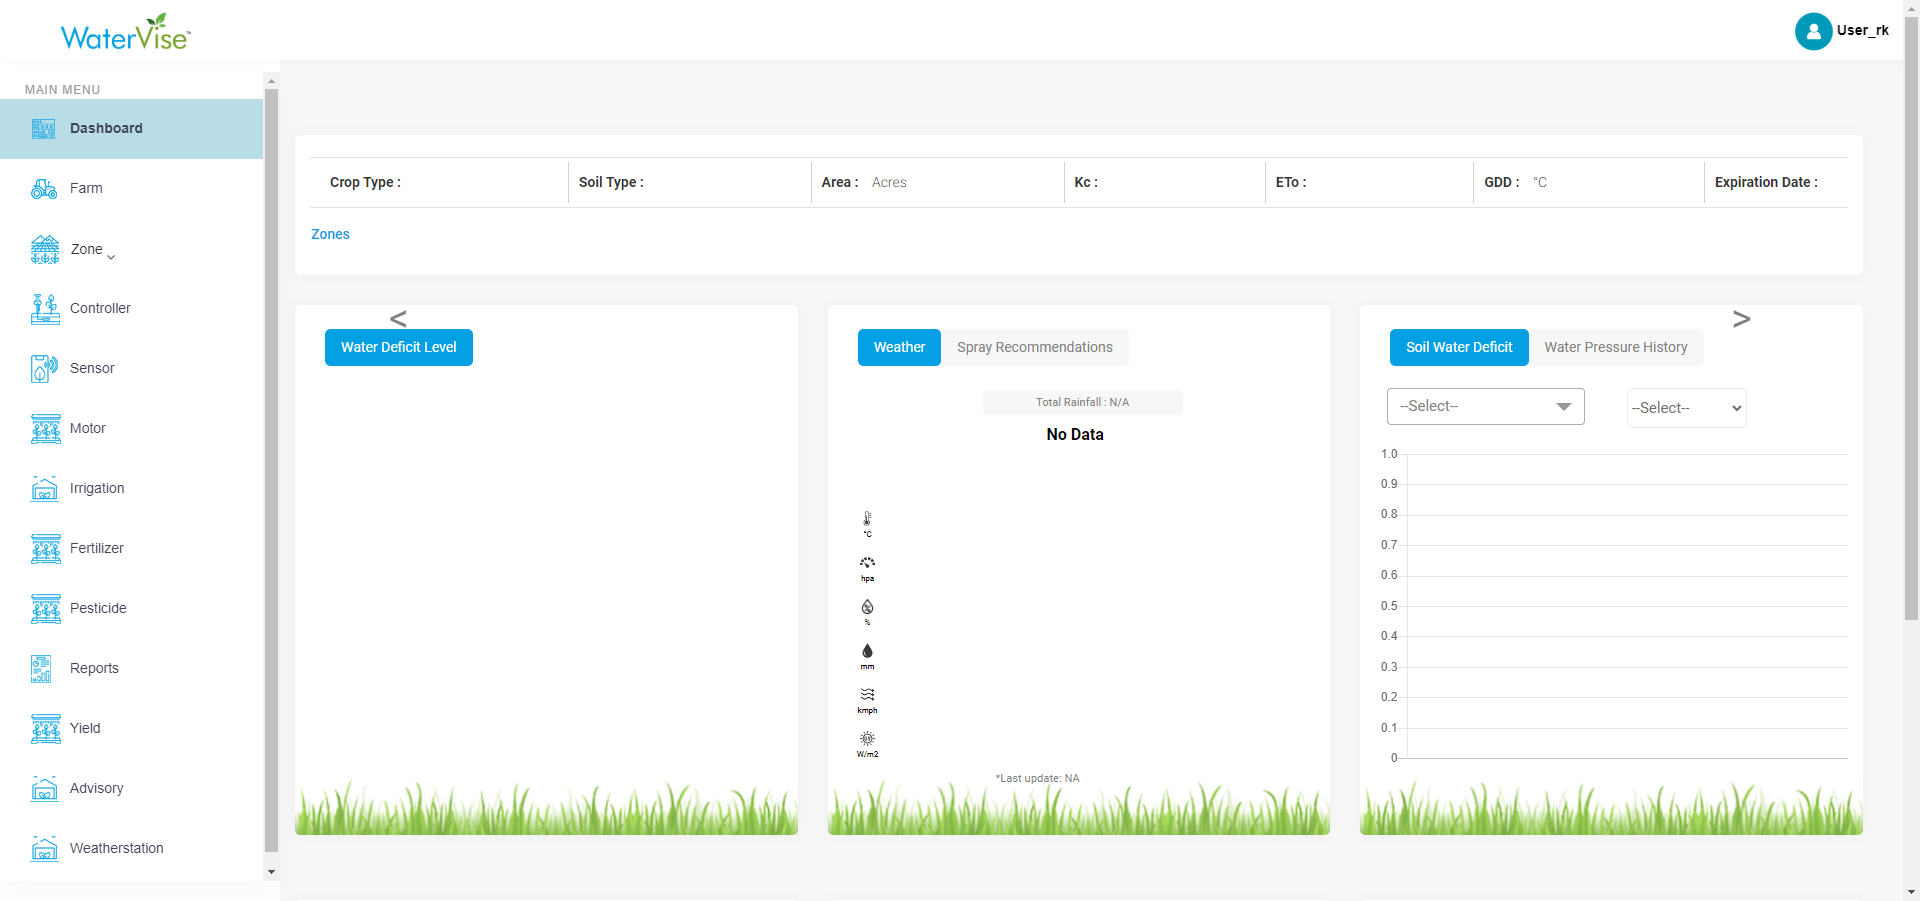 WaterVise™
User_rk
MAIN MENU
Dashboard
Farm
Zone
Controller
Sensor
Motor
Irrigation
Fertilizer
Pesticide
Reports
Yield
Advisory
Weatherstation
Crop Type :
Soil Type :
Area : Acres
Kc :
ETo :
GDD : °C
Expiration Date :
Zones
<
Water Deficit Level
Weather
Spray Recommendations
Total Rainfall : N/A
No Data
°C
hpa
%
mm
kmph
W/m2
*Last update: NA
>
Soil Water Deficit
Water Pressure History
--Select--
--Select--
1.0
0.9
0.8
0.7
0.6
0.5
0.4
0.3
0.2
0.1
0